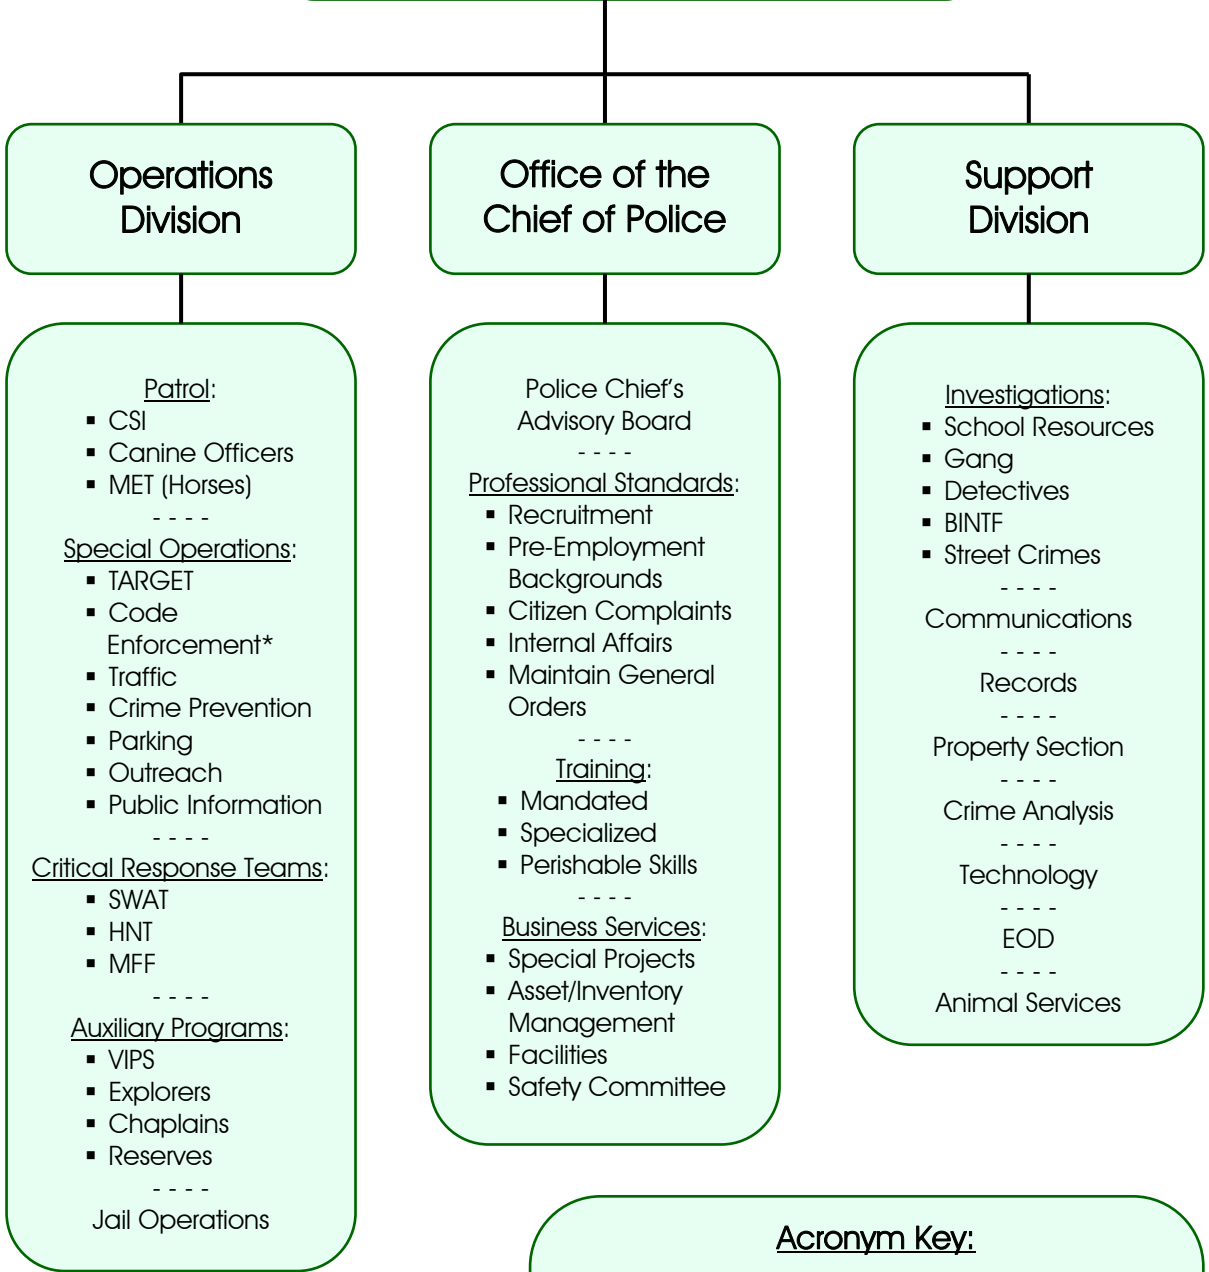 Operations
Division
Patrol:
▪ CSI
▪ Canine Officers
▪ MET (Horses)
- - - -
Special Operations:
▪ TARGET
▪ Code
Enforcement*
▪ Traffic
▪ Crime Prevention
▪ Parking
▪ Outreach
▪ Public Information
- - - -
Critical Response Teams:
▪ SWAT
▪ HNT
▪ MFF
- - - -
Auxiliary Programs:
▪ VIPS
▪ Explorers
▪ Chaplains
▪ Reserves
- - - -
Jail Operations
Office of the
Chief of Police
Police Chief's
Advisory Board
- - - -
Professional Standards:
▪ Recruitment
▪ Pre-Employment
Backgrounds
▪ Citizen Complaints
▪ Internal Affairs
▪ Maintain General
Orders
- - - -
Training:
▪ Mandated
▪ Specialized
▪ Perishable Skills
- - - -
Business Services:
▪ Special Projects
▪ Asset/Inventory
Management
▪ Facilities
▪ Safety Committee
Support
Division
Investigations:
▪ School Resources
▪ Gang
▪ Detectives
▪ BINTF
▪ Street Crimes
- - - -
Communications
- - - -
Records
- - - -
Property Section
- - - -
Crime Analysis
- - - -
Technology
- - - -
EOD
- - - -
Animal Services
Acronym Key: